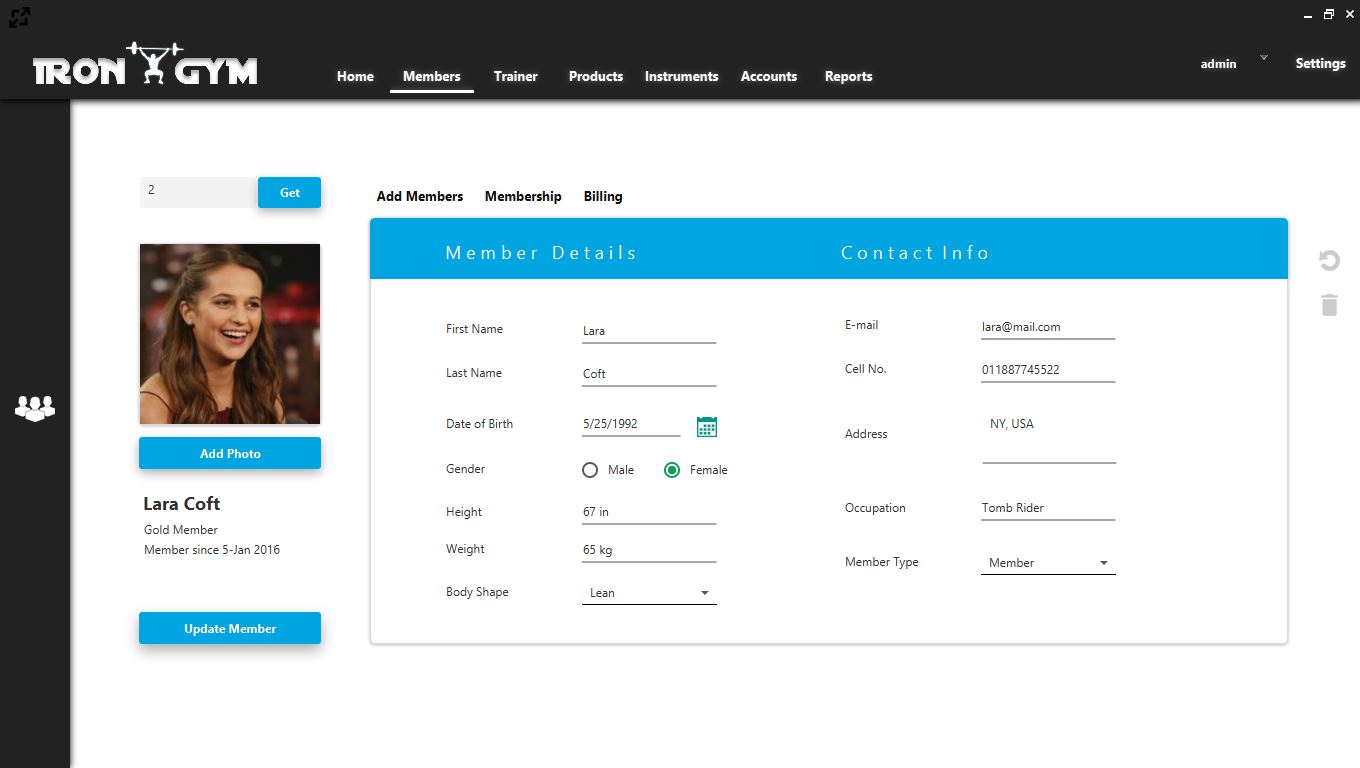 IRON GYM
Home Members Trainer Products Instruments Accounts Reports
admin Settings
2 Get
Add Members Membership Billing
Member Details Contact Info
First Name Lara
Last Name Coft
Date of Birth 5/25/1992
Gender Male Female
Height 67 in
Weight 65 kg
Body Shape Lean
E-mail lara@mail.com
Cell No. 011887745522
Address NY, USA
Occupation Tomb Rider
Member Type Member
Add Photo
Lara Coft
Gold Member
Member since 5-Jan 2016
Update Member